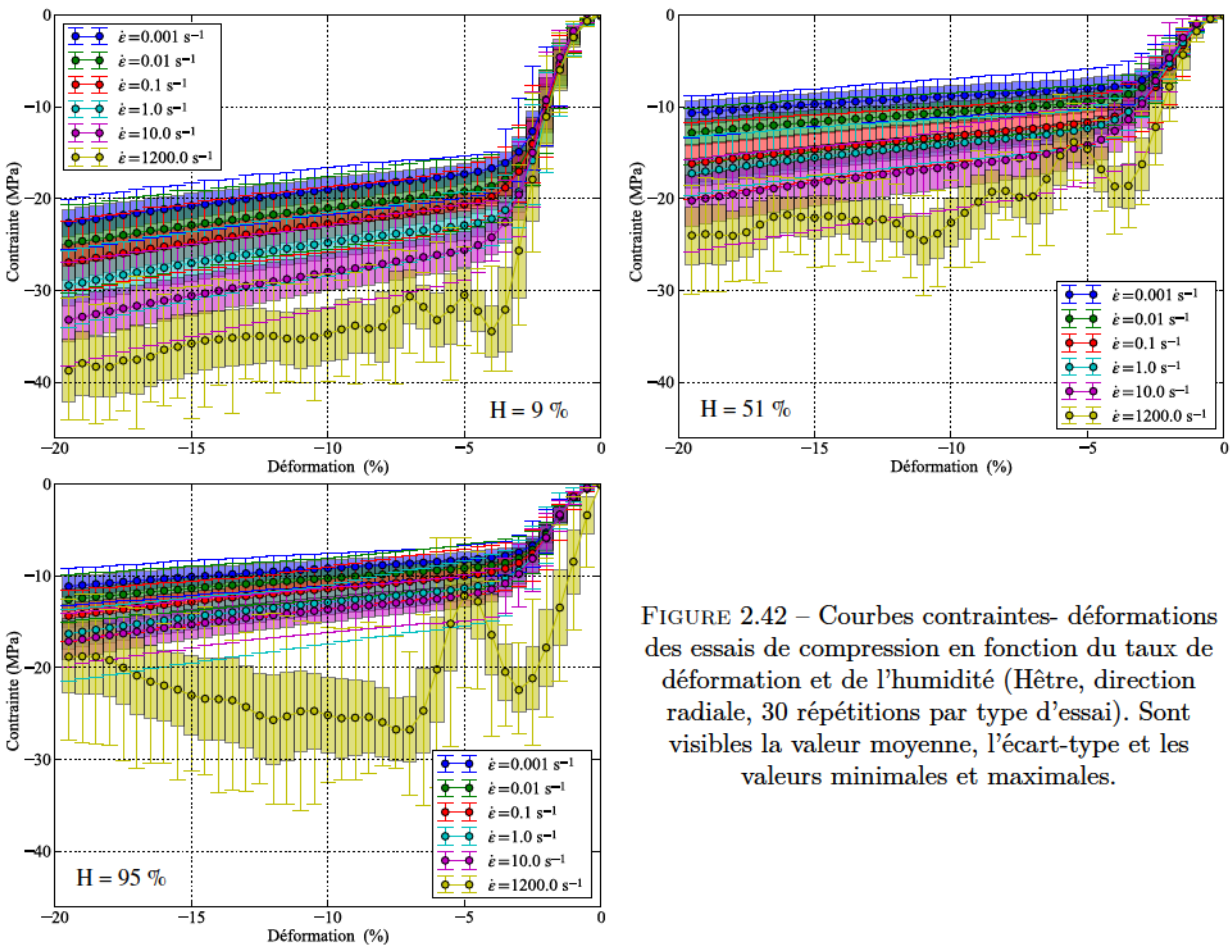 0
−10
−20
−30
−40
Contrainte (MPa)
ε̇=0.001 s⁻¹
ε̇=0.01 s⁻¹
ε̇=0.1 s⁻¹
ε̇=1.0 s⁻¹
ε̇=10.0 s⁻¹
ε̇=1200.0 s⁻¹
H = 9 %
−20 −15 −10 −5 0
Déformation (%)
0
−10
−20
−30
−40
Contrainte (MPa)
ε̇=0.001 s⁻¹
ε̇=0.01 s⁻¹
ε̇=0.1 s⁻¹
ε̇=1.0 s⁻¹
ε̇=10.0 s⁻¹
ε̇=1200.0 s⁻¹
H = 51 %
−20 −15 −10 −5 0
Déformation (%)
0
−10
−20
−30
−40
Contrainte (MPa)
ε̇=0.001 s⁻¹
ε̇=0.01 s⁻¹
ε̇=0.1 s⁻¹
ε̇=1.0 s⁻¹
ε̇=10.0 s⁻¹
ε̇=1200.0 s⁻¹
H = 95 %
−20 −15 −10 −5 0
Déformation (%)
FIGURE 2.42 – Courbes contraintes- déformations
des essais de compression en fonction du taux de
déformation et de l'humidité (Hêtre, direction
radiale, 30 répétitions par type d'essai). Sont
visibles la valeur moyenne, l'écart-type et les
valeurs minimales et maximales.